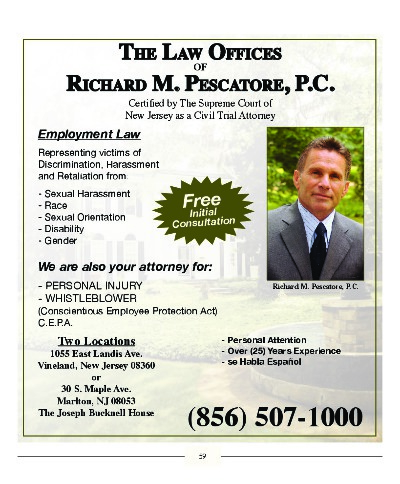 THE LAW OFFICES
OF
RICHARD M. PESCATORE, P.C.
Certified by The Supreme Court of
New Jersey as a Civil Trial Attorney
Employment Law
Representing victims of
Discrimination, Harassment
and Retaliation from:
- Sexual Harassment
- Race
- Sexual Orientation
- Disability
- Gender
Free
Initial
Consultation
Richard M. Pescatore, P.C.
We are also your attorney for:
- PERSONAL INJURY
- WHISTLEBLOWER
(Conscientious Employee Protection Act)
C.E.P.A.
Two Locations
1055 East Landis Ave.
Vineland, New Jersey 08360
or
30 S. Maple Ave.
Marlton, NJ 08053
The Joseph Bucknell House
- Personal Attention
- Over (25) Years Experience
- se Habla Español
(856) 507-1000
59